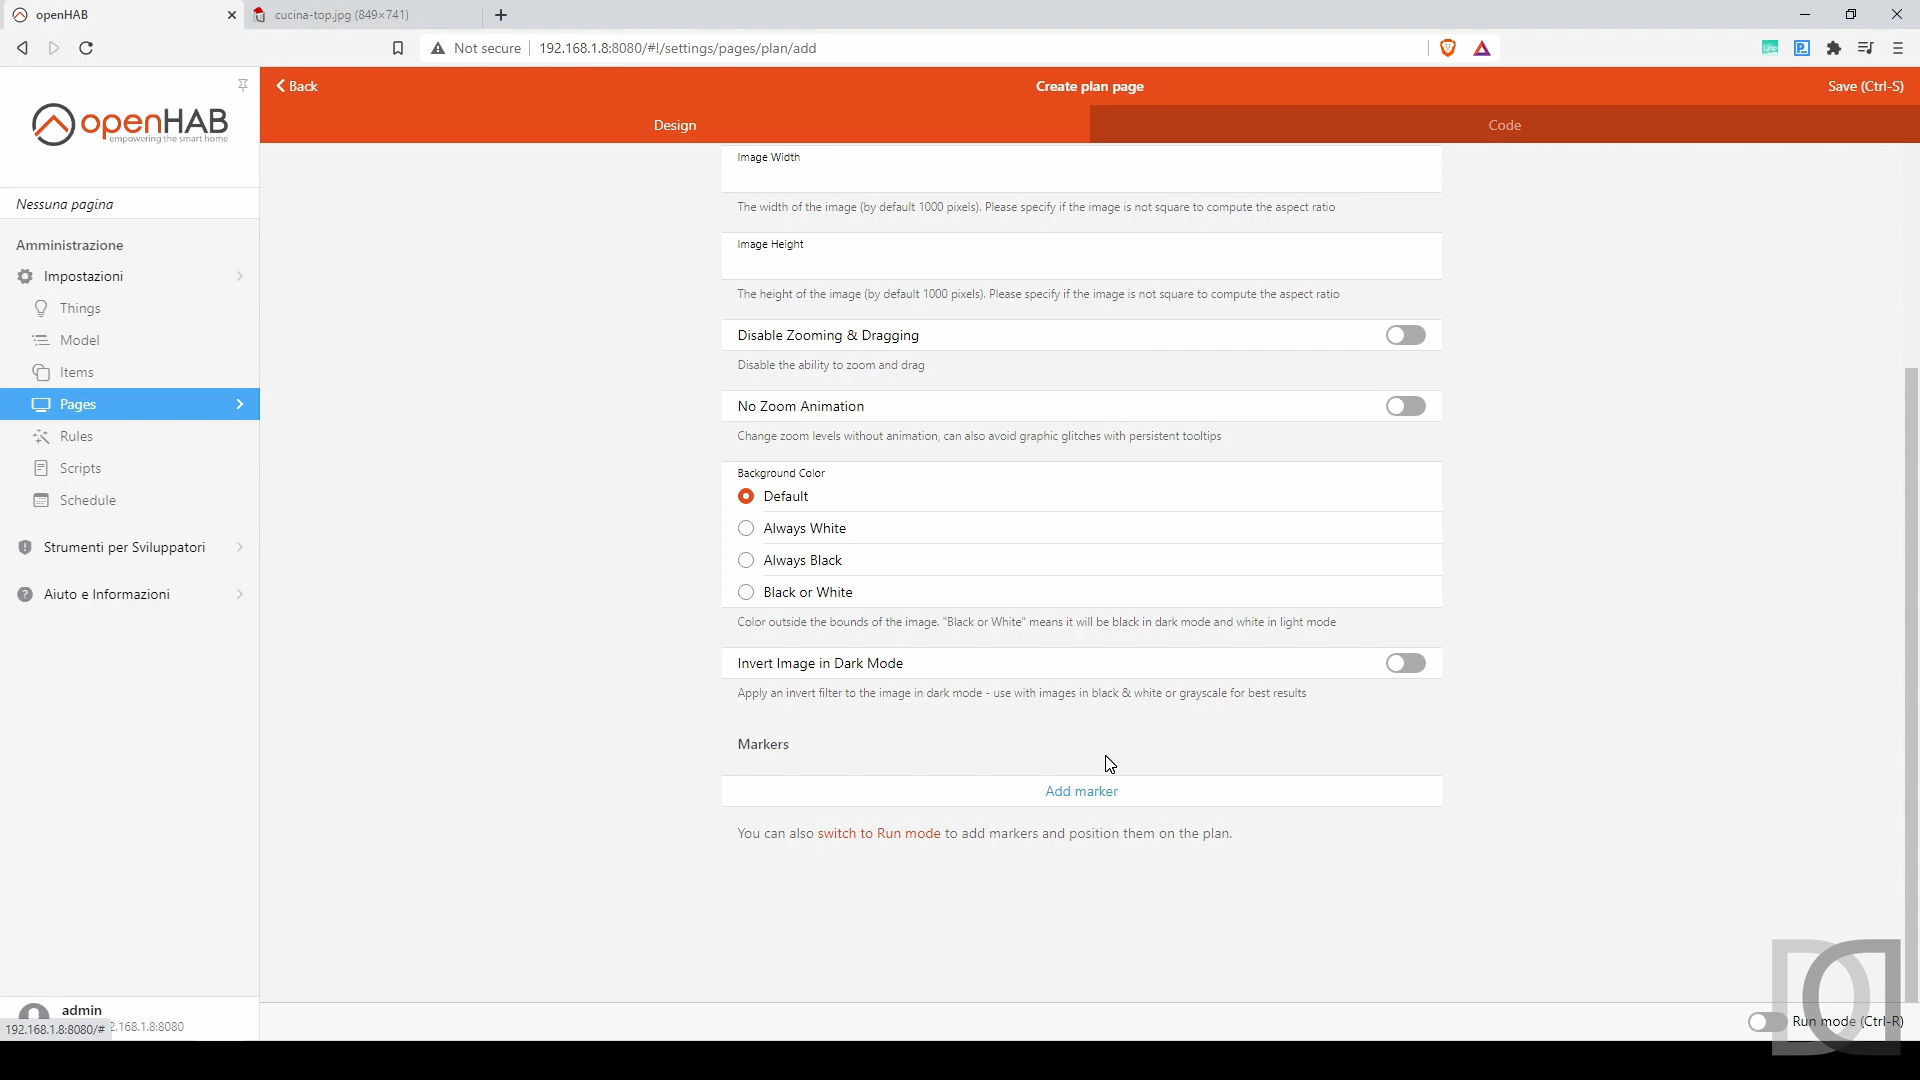 openHAB
cucina-top.jpg (849×741)
Not secure
192.168.1.8:8080/#!/settings/pages/plan/add
Back
Create plan page
Save (Ctrl-S)
Design
Code
openHAB
empowering the smart home
Nessuna pagina
Amministrazione
Impostazioni
Things
Model
Items
Pages
Rules
Scripts
Schedule
Strumenti per Sviluppatori
Aiuto e Informazioni
Image Width
The width of the image (by default 1000 pixels). Please specify if the image is not square to compute the aspect ratio
Image Height
The height of the image (by default 1000 pixels). Please specify if the image is not square to compute the aspect ratio
Disable Zooming & Dragging
Disable the ability to zoom and drag
No Zoom Animation
Change zoom levels without animation, can also avoid graphic glitches with persistent tooltips
Background Color
Default
Always White
Always Black
Black or White
Color outside the bounds of the image. "Black or White" means it will be black in dark mode and white in light mode
Invert Image in Dark Mode
Apply an invert filter to the image in dark mode - use with images in black & white or grayscale for best results
Markers
Add marker
You can also switch to Run mode to add markers and position them on the plan.
admin
192.168.1.8:8080/#
2.168.1.8:8080
Run mode (Ctrl-R)